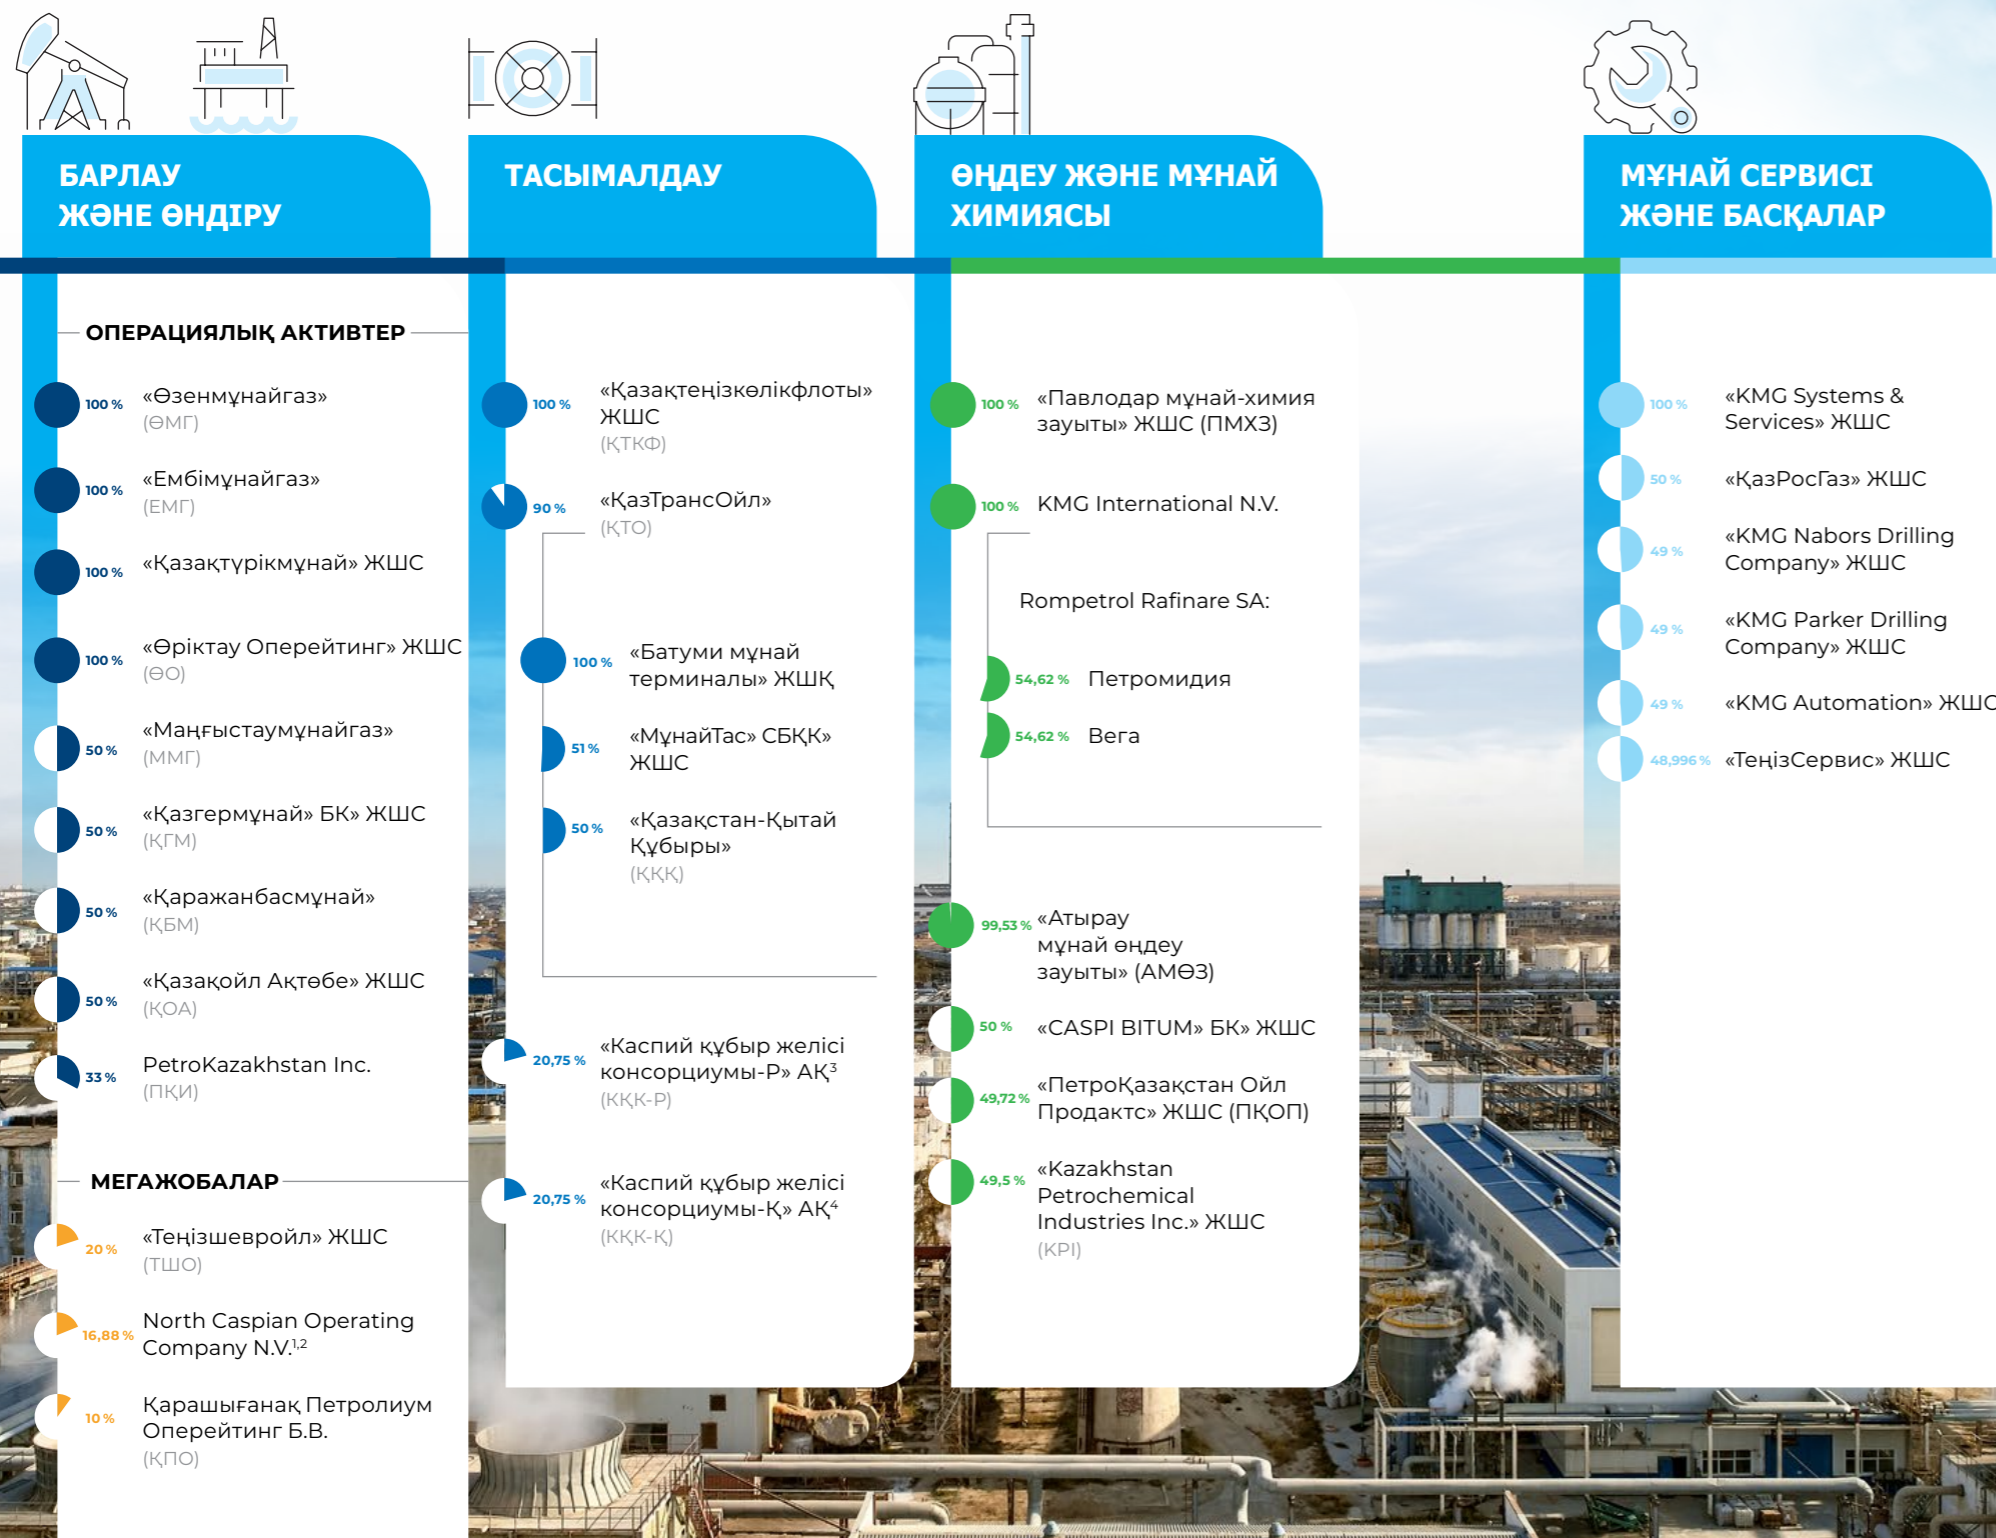 БАРЛАУ
ЖӘНЕ ӨНДІРУ
ОПЕРАЦИЯЛЫҚ АКТИВТЕР
100 % «Өзенмұнайгаз»
(ӨМГ)
100 % «Ембімұнайгаз»
(ЕМГ)
100 % «Қазақтүрікмұнай» ЖШС
100 % «Өріктау Оперейтинг» ЖШС
(ӨО)
50 % «Маңғыстаумұнайгаз»
(ММГ)
50 % «Қазгермұнай» БК» ЖШС
(ҚГМ)
50 % «Қаражанбасмұнай»
(ҚБМ)
50 % «Қазақойл Ақтөбе» ЖШС
(ҚОА)
33 % PetroKazakhstan Inc.
(ПҚИ)
МЕГАЖОБАЛАР
20 % «Теңізшевройл» ЖШС
(ТШО)
16,88 % North Caspian Operating
Company N.V.1,2
10 % Қарашығанақ Петролиум
Оперейтинг Б.В.
(ҚПО)
ТАСЫМАЛДАУ
100 % «Қазақтеңізкөлікфлоты»
ЖШС
(ҚТКФ)
90 % «ҚазТрансОйл»
(ҚТО)
100 % «Батуми мұнай
терминалы» ЖШҚ
51 % «МұнайТас» СБҚК»
ЖШС
50 % «Қазақстан-Қытай
Құбыры»
(ҚҚҚ)
20,75 % «Каспий құбыр желісі
консорциумы-Р» АҚ3
(КҚК-Р)
20,75 % «Каспий құбыр желісі
консорциумы-Қ» АҚ4
(КҚК-Қ)
ӨҢДЕУ ЖӘНЕ МҰНАЙ
ХИМИЯСЫ
100 % «Павлодар мұнай-химия
зауыты» ЖШС (ПМХЗ)
100 % KMG International N.V.
Rompetrol Rafinare SA:
54,62 % Петромидия
54,62 % Вега
99,53 % «Атырау
мұнай өңдеу
зауыты» (АМӨЗ)
50 % «CASPI BITUM» БК» ЖШС
49,72 % «ПетроҚазақстан Ойл
Продактс» ЖШС (ПҚОП)
49,5 % «Kazakhstan
Petrochemical
Industries Inc.» ЖШС
(KPI)
МҰНАЙ СЕРВИСІ
ЖӘНЕ БАСҚАЛАР
100 % «KMG Systems &
Services» ЖШС
50 % «ҚазРосГаз» ЖШС
49 % «KMG Nabors Drilling
Company» ЖШС
49 % «KMG Parker Drilling
Company» ЖШС
49 % «KMG Automation» ЖШС
48,996 % «ТеңізСервис» ЖШС